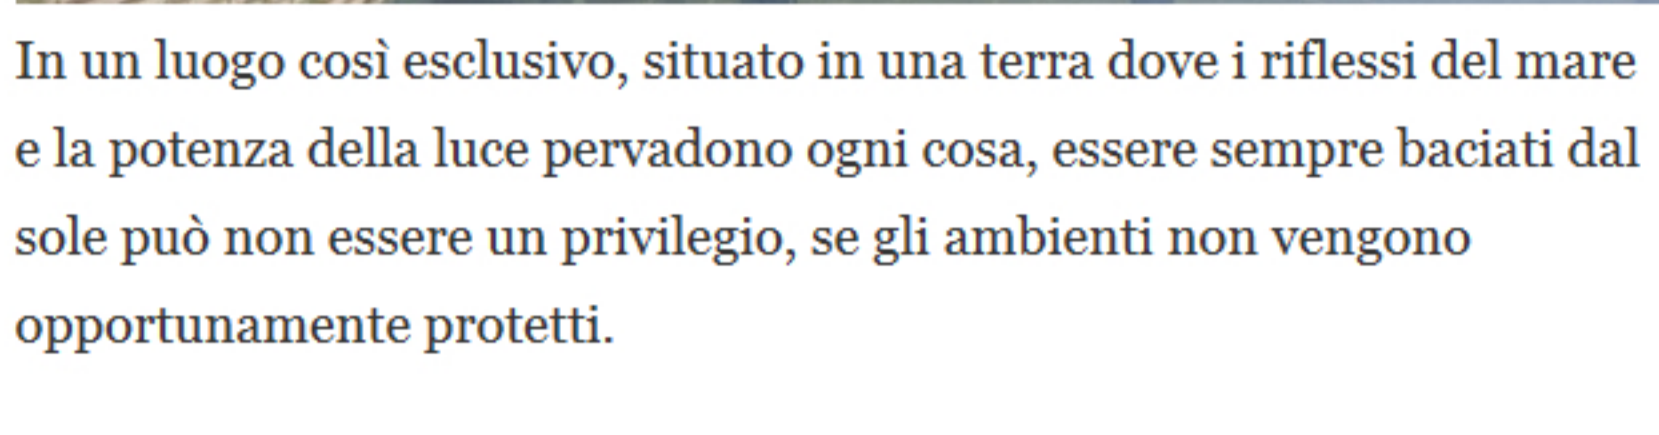 In un luogo così esclusivo, situato in una terra dove i riflessi del mare
e la potenza della luce pervadono ogni cosa, essere sempre baciati dal
sole può non essere un privilegio, se gli ambienti non vengono
opportunamente protetti.